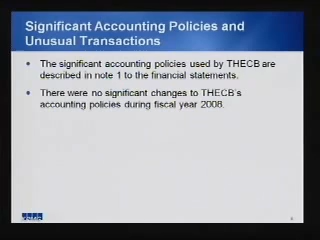 Significant Accounting Policies and
Unusual Transactions
The significant accounting policies used by THECB are
described in note 1 to the financial statements.
There were no significant changes to THECB's
accounting policies during fiscal year 2008.
KPMG